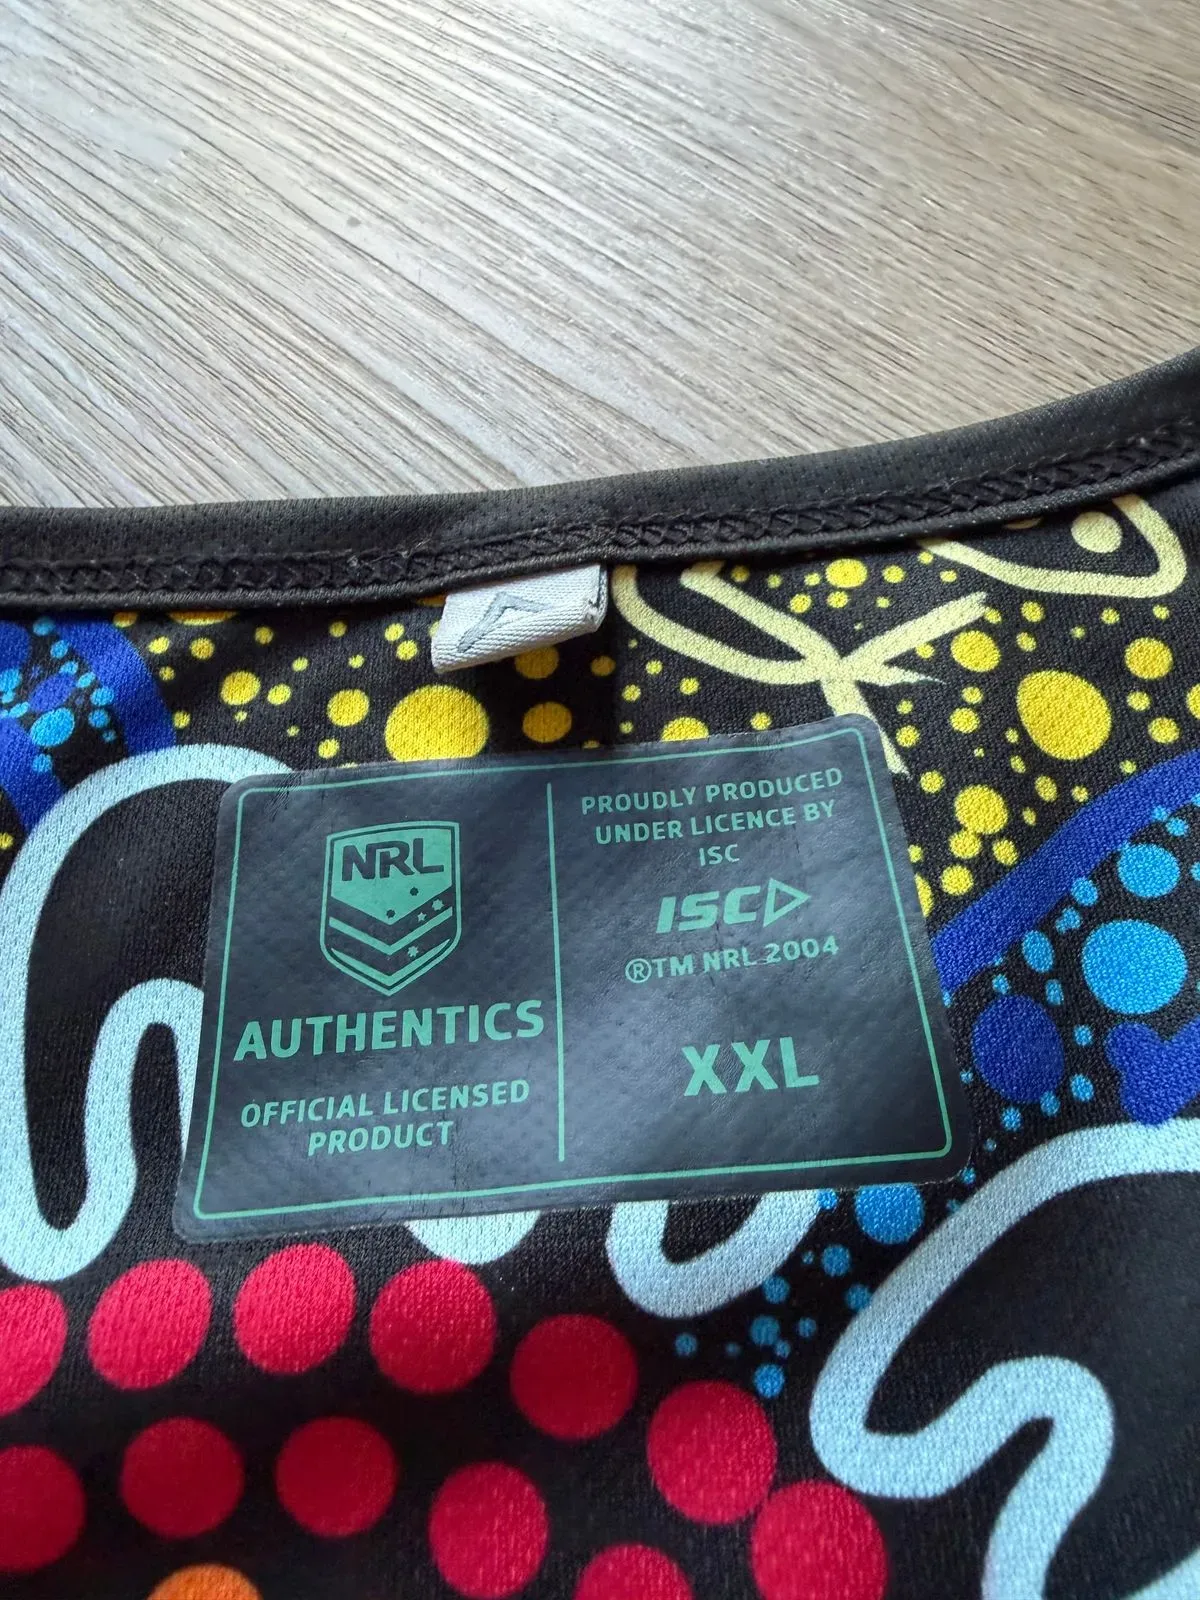 NRL
AUTHENTICS
OFFICIAL LICENSED
PRODUCT
PROUDLY PRODUCED
UNDER LICENCE BY
ISC
ISC
®TM NRL 2004
XXL